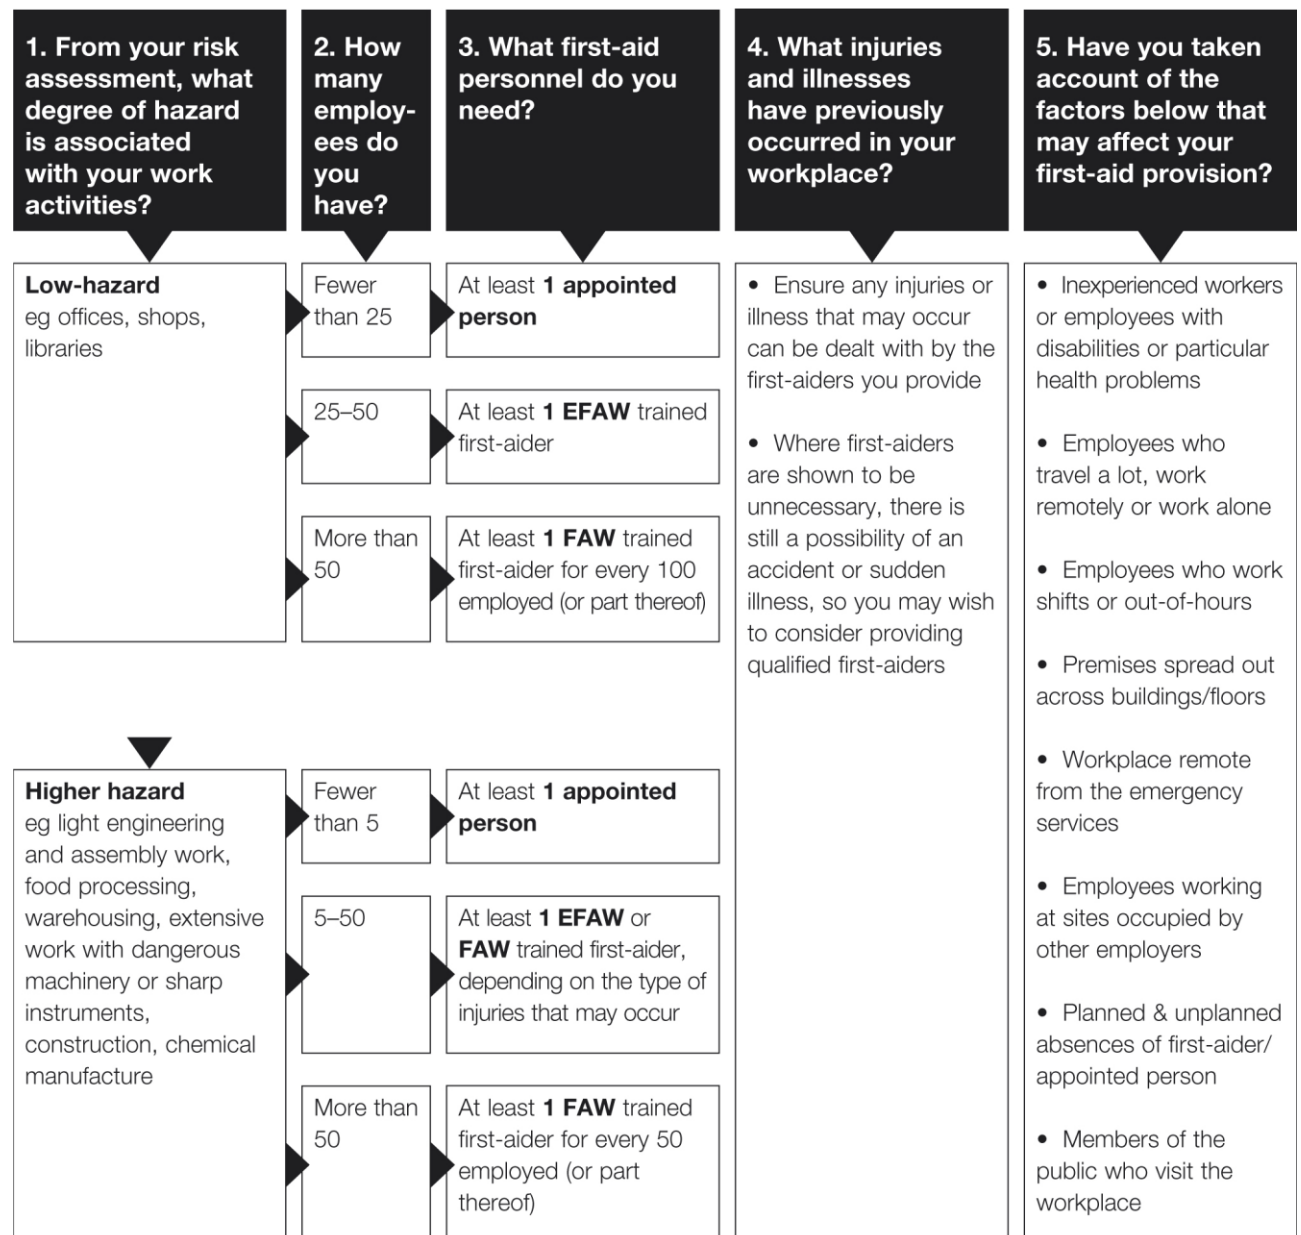 1. From your risk
assessment, what
degree of hazard
is associated
with your work
activities?
2. How
many
employ-
ees do
you
have?
3. What first-aid
personnel do you
need?
4. What injuries
and illnesses
have previously
occurred in your
workplace?
5. Have you taken
account of the
factors below that
may affect your
first-aid provision?
Low-hazard
eg offices, shops,
libraries
Fewer
than 25
At least 1 appointed
person
25–50
At least 1 EFAW trained
first-aider
More than
50
At least 1 FAW trained
first-aider for every 100
employed (or part thereof)
Higher hazard
eg light engineering
and assembly work,
food processing,
warehousing, extensive
work with dangerous
machinery or sharp
instruments,
construction, chemical
manufacture
Fewer
than 5
At least 1 appointed
person
5–50
At least 1 EFAW or
FAW trained first-aider,
depending on the type of
injuries that may occur
More than
50
At least 1 FAW trained
first-aider for every 50
employed (or part
thereof)
• Ensure any injuries or
illness that may occur
can be dealt with by the
first-aiders you provide
• Where first-aiders
are shown to be
unnecessary, there is
still a possibility of an
accident or sudden
illness, so you may wish
to consider providing
qualified first-aiders
• Inexperienced workers
or employees with
disabilities or particular
health problems
• Employees who
travel a lot, work
remotely or work alone
• Employees who work
shifts or out-of-hours
• Premises spread out
across buildings/floors
• Workplace remote
from the emergency
services
• Employees working
at sites occupied by
other employers
• Planned & unplanned
absences of first-aider/
appointed person
• Members of the
public who visit the
workplace